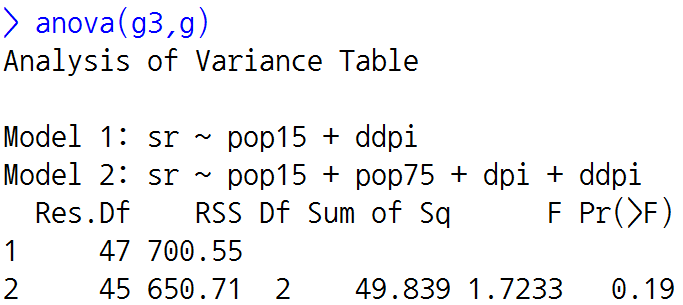 > anova(g3,g)
Analysis of Variance Table

Model 1: sr ~ pop15 + ddpi
Model 2: sr ~ pop15 + pop75 + dpi + ddpi
  Res.Df    RSS Df Sum of Sq      F Pr(>F)
1     47 700.55
2     45 650.71  2    49.839 1.7233   0.19